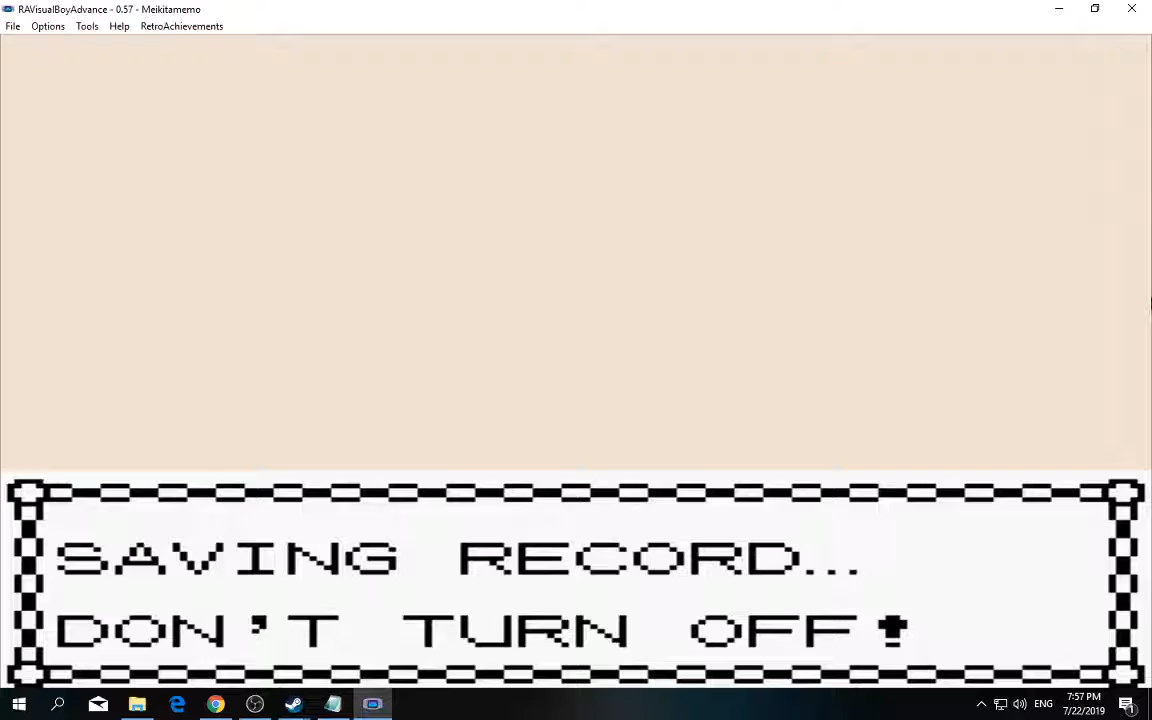 RAVisualBoyAdvance - 0.57 - Meikitamemo
File Options Tools Help RetroAchievements
SAVING RECORD...
DON'T TURN OFF!
ENG
7:57 PM
7/22/2019
1